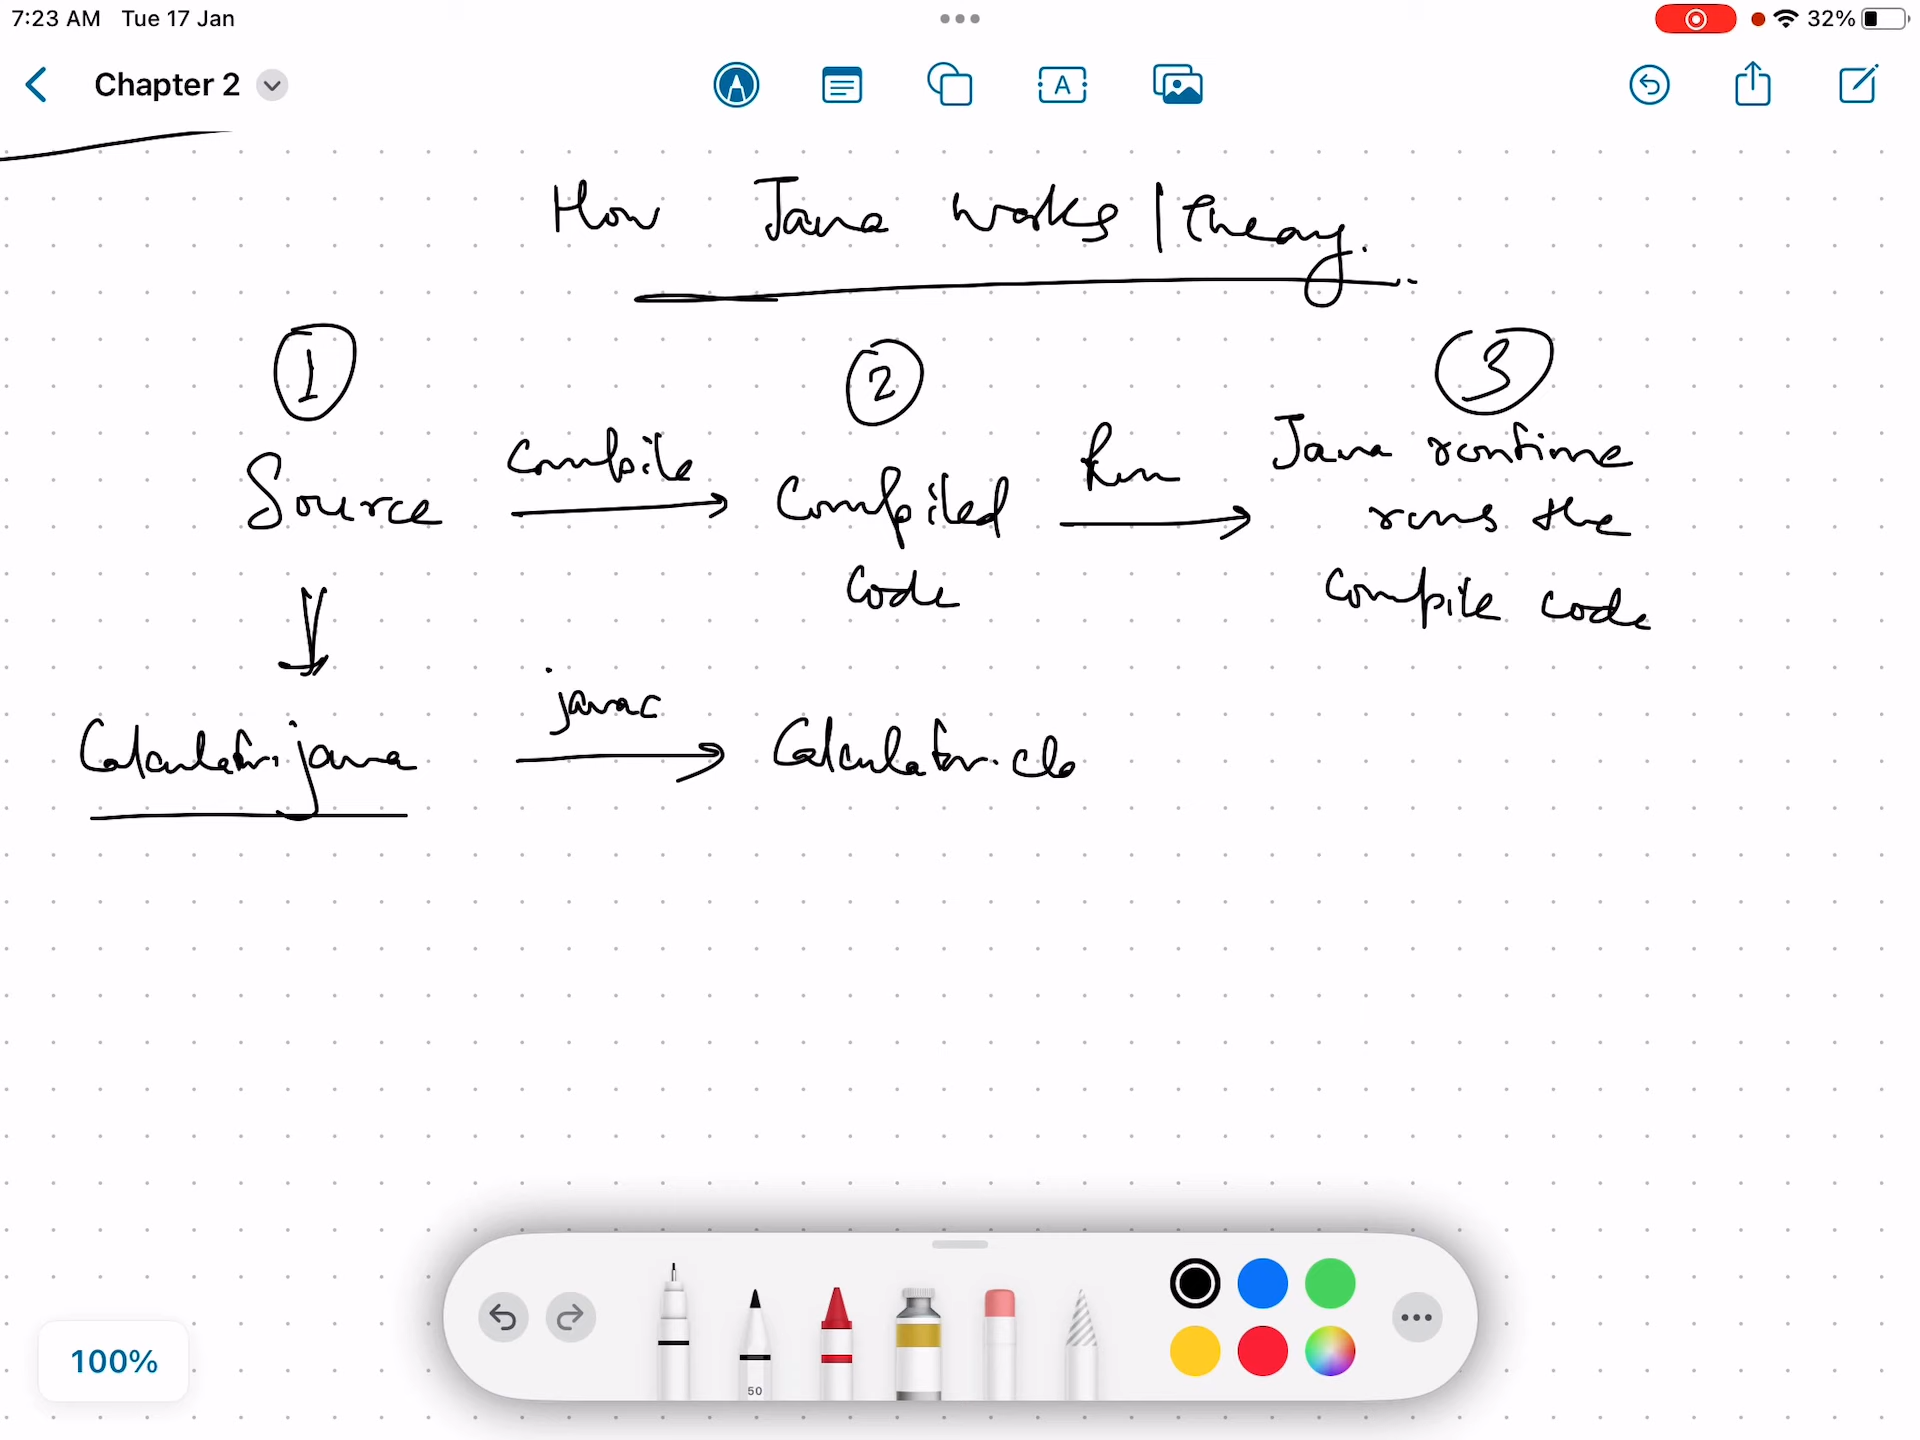 7:23 AM Tue 17 Jan
32%
Chapter 2
A
How Java works | theory.
1
2
3
Source
compile
Compiled
code
Run
Java runtime
runs the
Compile code
Calculator.java
javac
Calculator.cla
50
100%